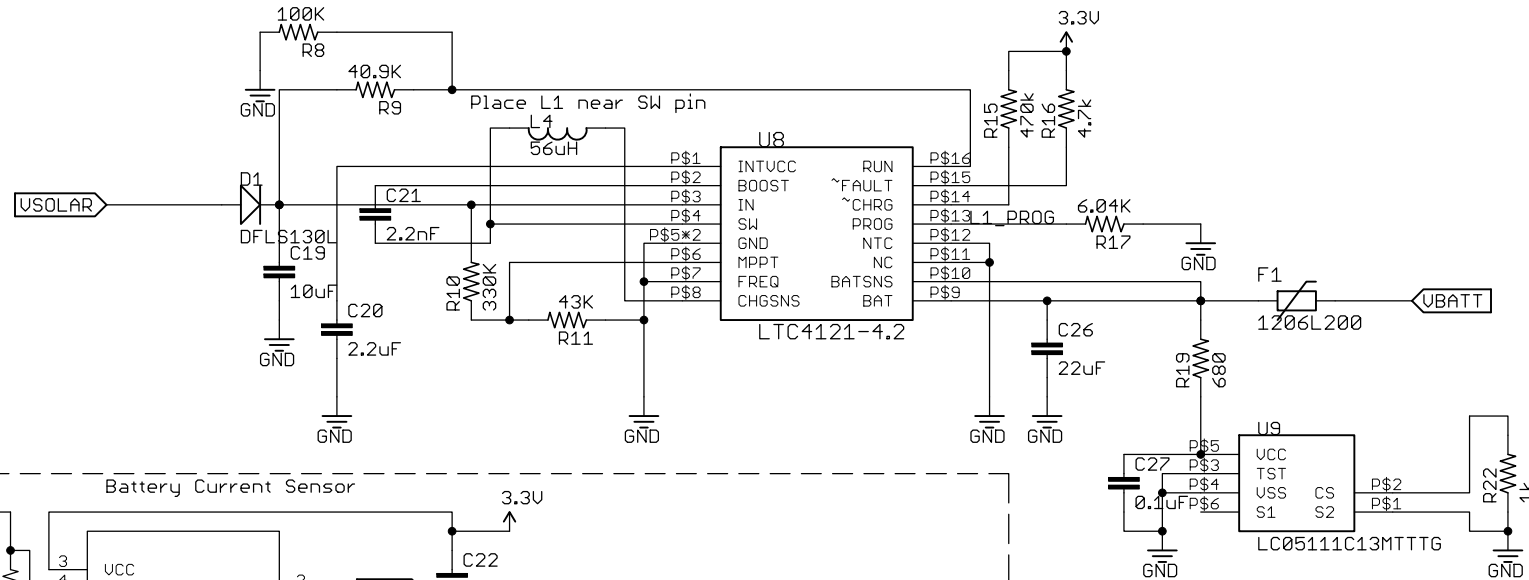 100K
R8
3.3V
40.9K
R9
GND
Place L1 near SW pin
L4
56uH
R15
470k
R16
4.7k
U8
P$1
INTVCC
RUN
P$16
P$2
BOOST
~FAULT
P$15
D1
VSOLAR
C21
P$3
IN
~CHRG
P$14
P$4
SW
PROG
P$13
L1_PROG
6.04K
R17
DFLS130L
2.2nF
P$5*2
GND
NTC
P$12
C19
P$6
MPPT
NC
P$11
GND
R10
330K
P$7
FREQ
BATSNS
P$10
F1
10uF
43K
P$8
CHGSNS
BAT
P$9
VBATT
C20
R11
LTC4121-4.2
C26
1206L200
2.2uF
GND
22uF
R19
680
GND
GND
GND
GND
U9
P$5
VCC
C27
P$3
TST
P$4
VSS
CS
P$2
0.1uF
P$6
S1
S2
P$1
R22
1k
LC05111C13MTTTG
GND
GND
Battery Current Sensor
3.3V
C22
3
VCC